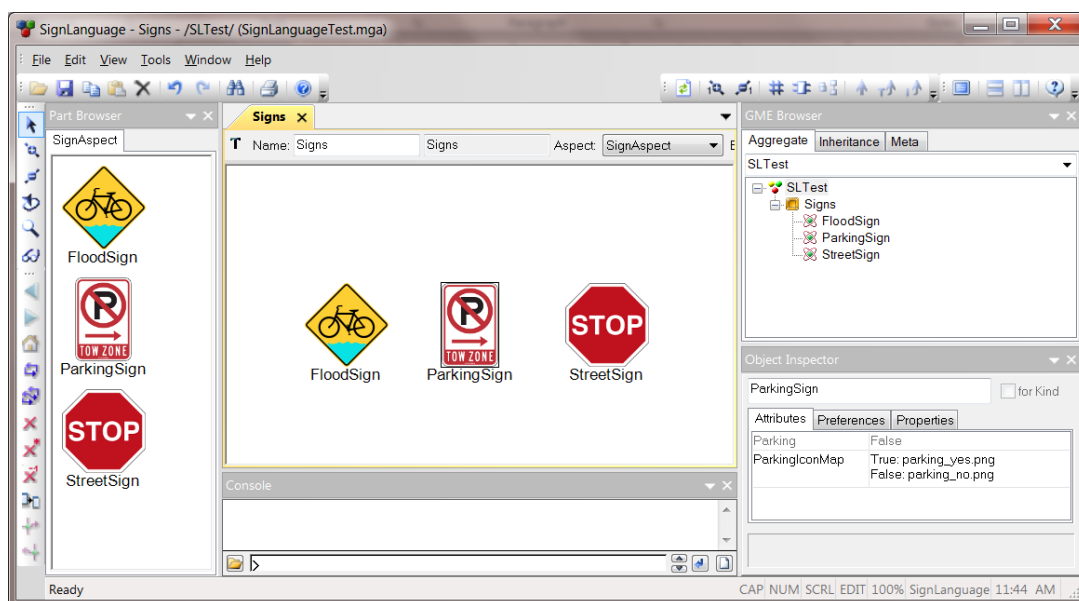 SignLanguage - Signs - /SLTest/ (SignLanguageTest.mga)
File Edit View Tools Window Help
Part Browser
SignAspect
FloodSign
P
TOW ZONE
ParkingSign
STOP
StreetSign
Signs
Name: Signs Signs Aspect: SignAspect E
FloodSign
P
TOW ZONE
ParkingSign
STOP
StreetSign
Console
>
GME Browser
Aggregate Inheritance Meta
SLTest
SLTest
Signs
FloodSign
ParkingSign
StreetSign
Object Inspector
ParkingSign for Kind
Attributes Preferences Properties
Parking False
ParkingIconMap True: parking_yes.png
False: parking_no.png
Ready CAP NUM SCRL EDIT 100% SignLanguage 11:44 AM